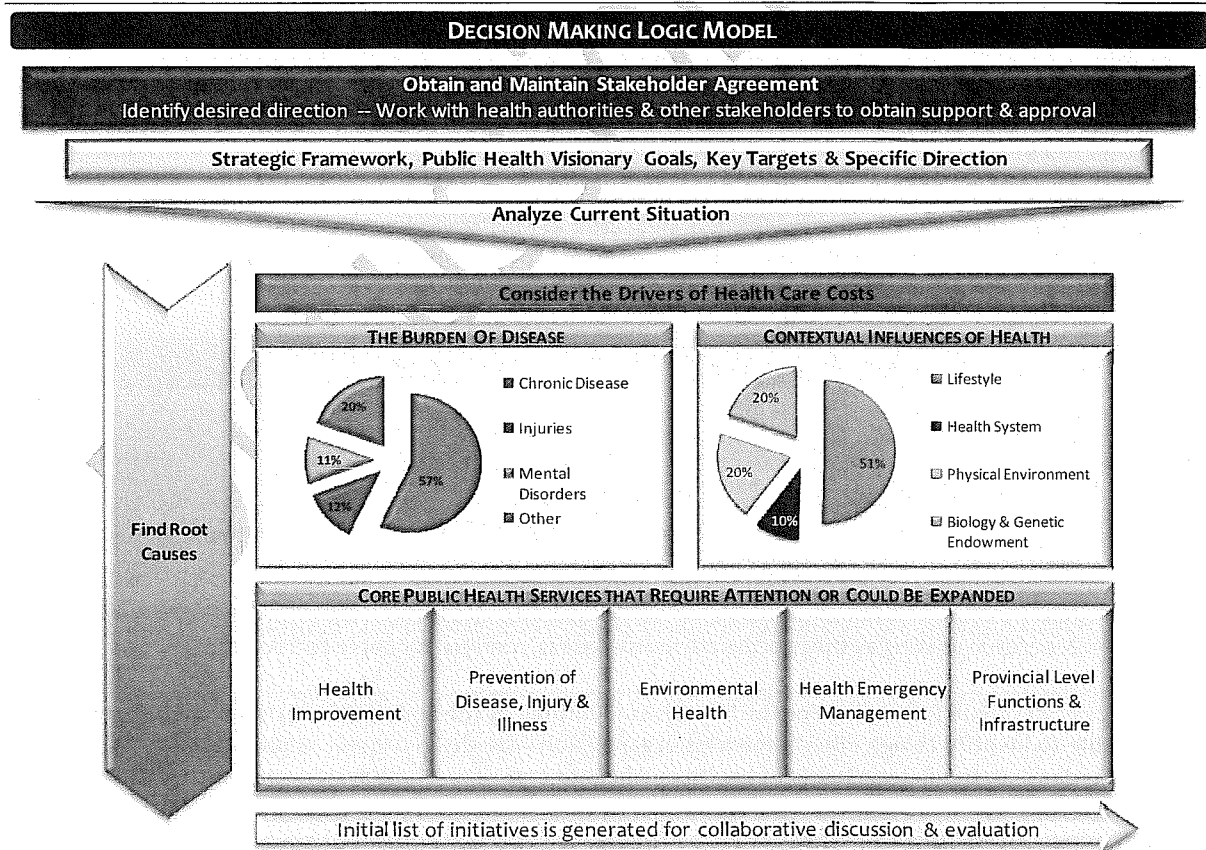 DECISION MAKING LOGIC MODEL
Obtain and Maintain Stakeholder Agreement
Identify desired direction -- Work with health authorities & other stakeholders to obtain support & approval
Strategic Framework, Public Health Visionary Goals, Key Targets & Specific Direction
Analyze Current Situation
Find Root
Causes
Consider the Drivers of Health Care Costs
THE BURDEN OF DISEASE
20%
11%
12%
57%
Chronic Disease
Injuries
Mental
Disorders
Other
CONTEXTUAL INFLUENCES OF HEALTH
20%
20%
10%
51%
Lifestyle
Health System
Physical Environment
Biology & Genetic
Endowment
CORE PUBLIC HEALTH SERVICES THAT REQUIRE ATTENTION OR COULD BE EXPANDED
Health
Improvement
Prevention of
Disease, Injury &
Illness
Environmental
Health
Health Emergency
Management
Provincial Level
Functions &
Infrastructure
Initial list of initiatives is generated for collaborative discussion & evaluation